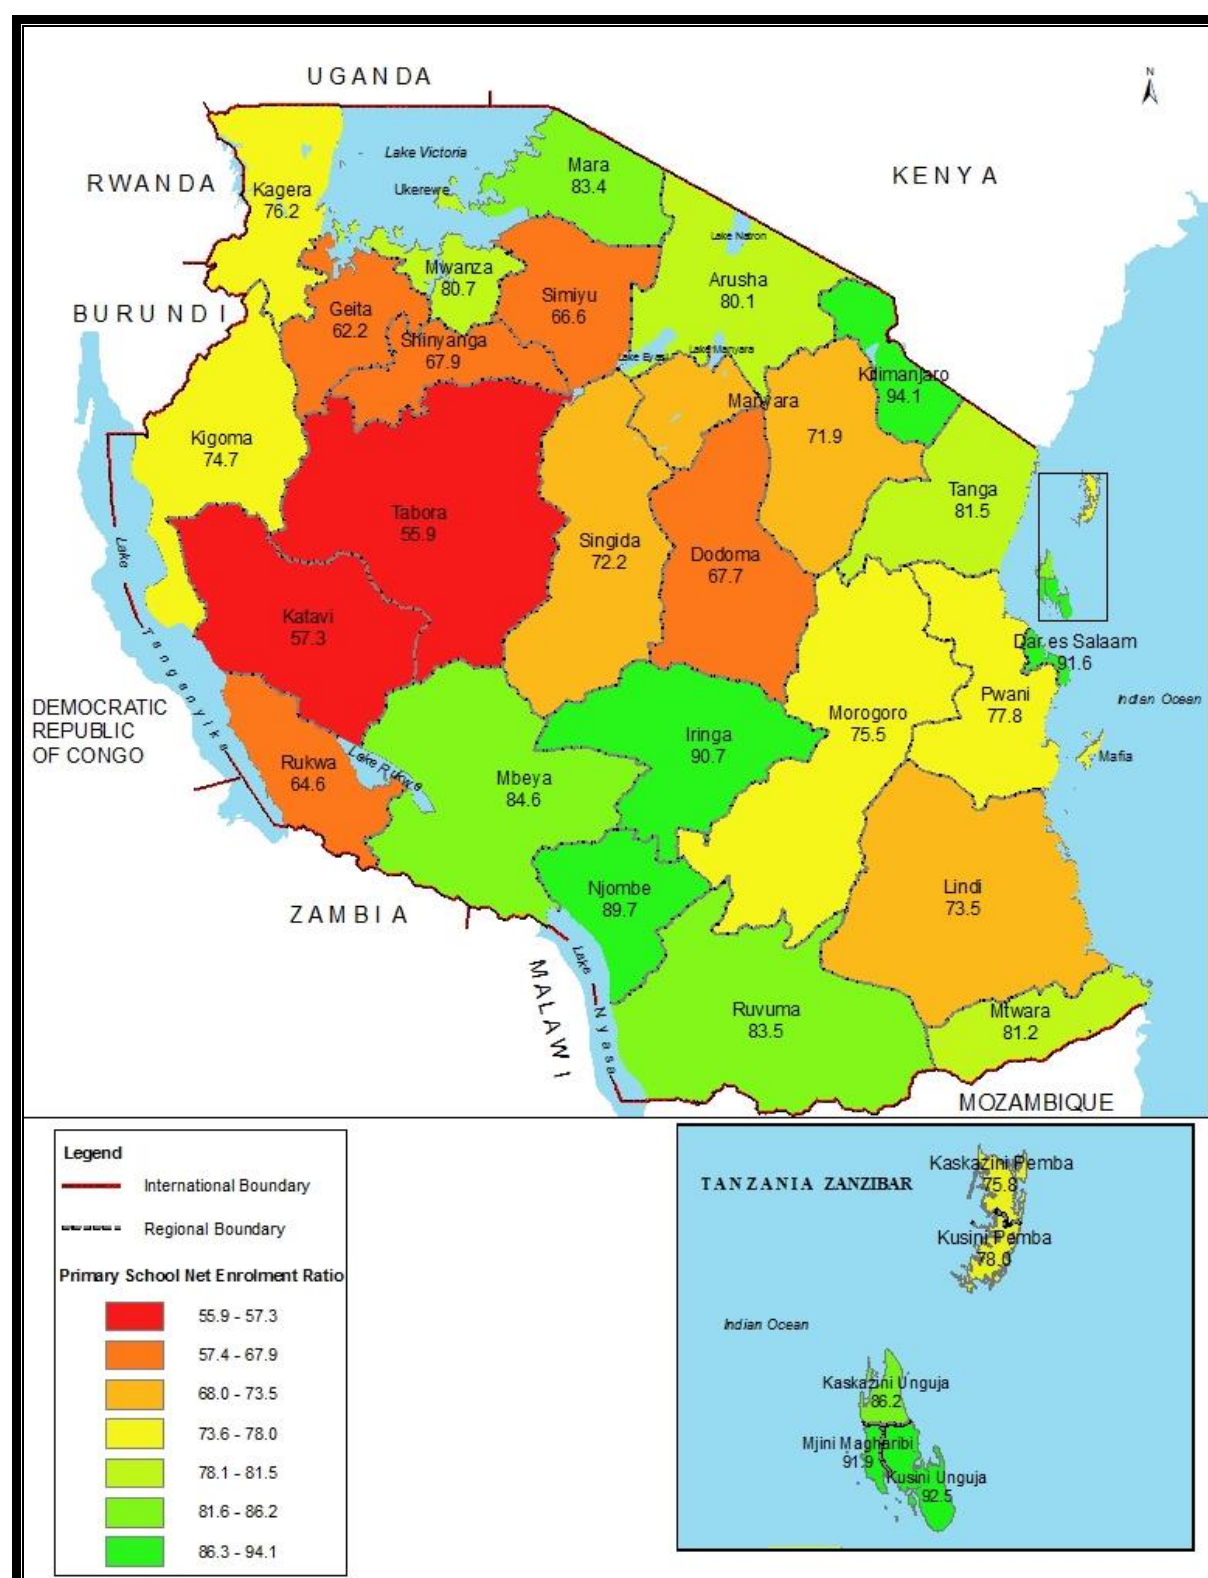 UGANDA
N
Lake Victoria
Mara
83.4
KENYA
RWANDA
Kagera
76.2
Ukerewe
Lake Natron
Mwanza
80.7
Arusha
80.1
Simiyu
66.6
BURUNDI
Geita
62.2
Shinyanga
67.9
Lake Eyasi
Lake Manyara
Kilimanjaro
94.1
Manyara
71.9
Kigoma
74.7
Tanga
81.5
Tabora
55.9
Singida
72.2
Dodoma
67.7
Katavi
57.3
Lake Tanganyika
Dar es Salaam
91.6
Pwani
77.8
Indian Ocean
DEMOCRATIC
REPUBLIC
OF CONGO
Morogoro
75.5
Iringa
90.7
Rukwa
64.6
Lake Rukwa
Mbeya
84.6
Mafia
Njombe
89.7
Lindi
73.5
ZAMBIA
MALAWI
Lake Nyasa
Ruvuma
83.5
Mtwara
81.2
MOZAMBIQUE
Legend
International Boundary
Regional Boundary
Primary School Net Enrolment Ratio
55.9 - 57.3
57.4 - 67.9
68.0 - 73.5
73.6 - 78.0
78.1 - 81.5
81.6 - 86.2
86.3 - 94.1
TANZANIA ZANZIBAR
Kaskazini Pemba
75.8
Kusini Pemba
78.0
Indian Ocean
Kaskazini Unguja
86.2
Mjini Magharibi
91.9
Kusini Unguja
92.5